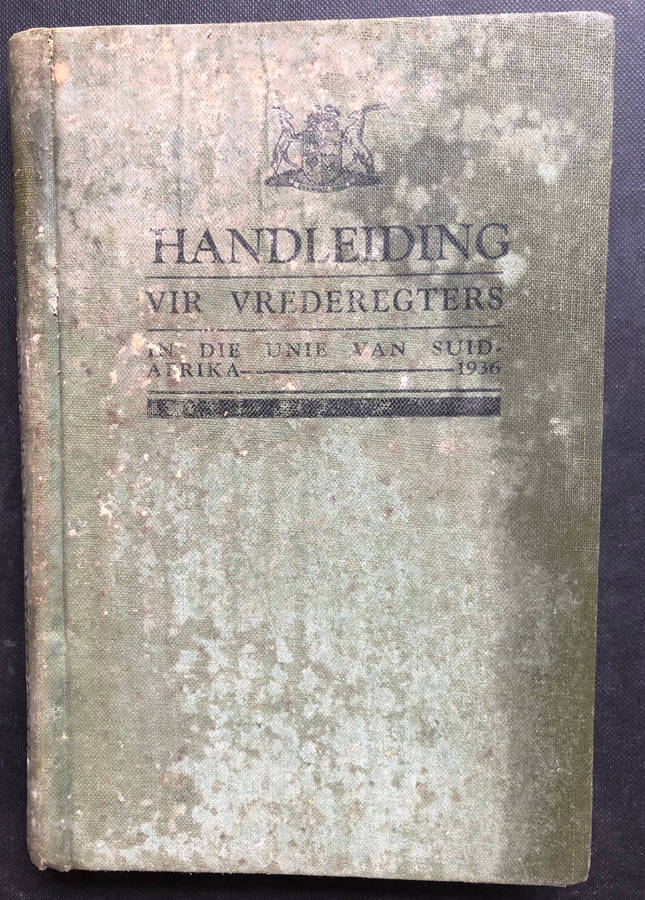 HANDLEIDING
VIR VREDEREGTERS
IN DIE UNIE VAN SUID-
AFRIKA 1936